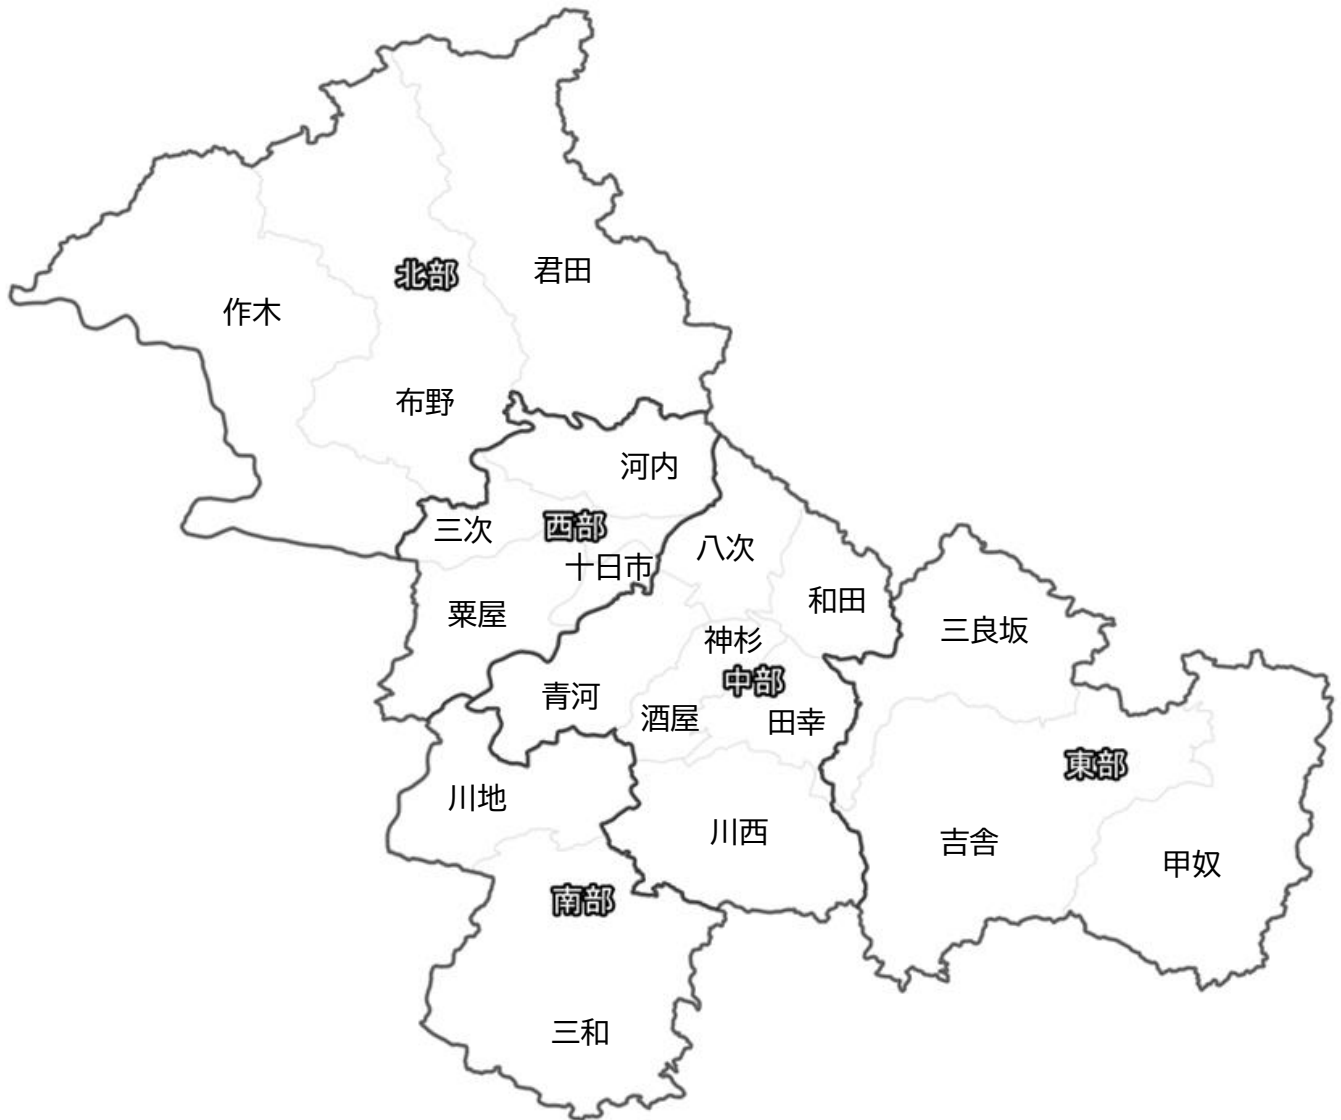 北部
君田
作木
布野
河内
三次
西部
八次
十日市
和田
粟屋
三良坂
神杉
中部
青河
酒屋
田幸
東部
川地
川西
吉舎
甲奴
南部
三和